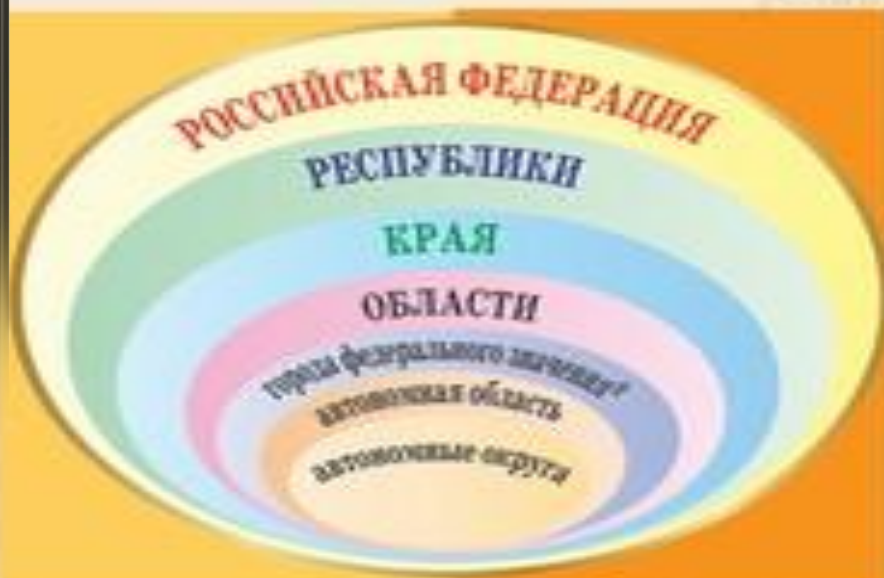 РОССИЙСКАЯ ФЕДЕРАЦИЯ
РЕСПУБЛИКИ
КРАЯ
ОБЛАСТИ
города федерального значения
автономная область
автономные округа